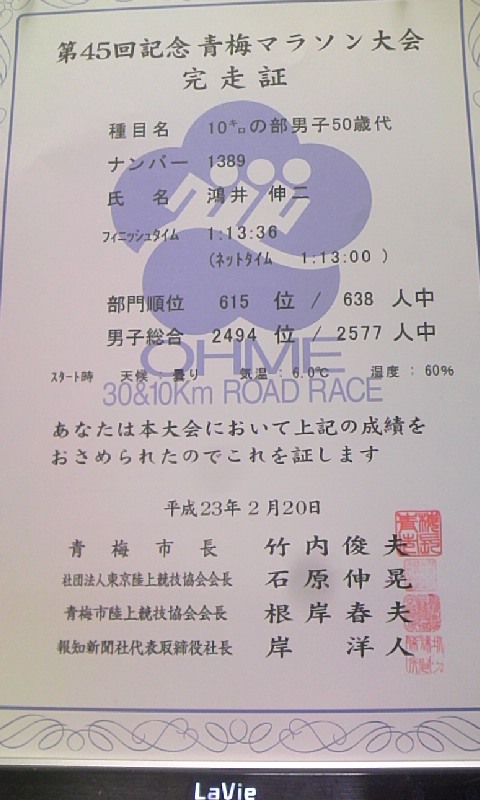 第45回記念 青梅マラソン大会
完走証
種目名 10㌔の部男子50歳代
ナンバー 1389
氏 名 鴻井 伸二
フィニッシュタイム 1:13:36
(ネットタイム 1:13:00 )
部門順位 615 位 / 638 人中
男子総合 2494 位 / 2577 人中
OHME
スタート時 天候：曇り 気温：6.0℃ 湿度：60%
30&10Km ROAD RACE
あなたは本大会において上記の成績を
おさめられたのでこれを証します
平成23年2月20日
青梅市長 竹内俊夫
社団法人東京陸上競技協会会長 石原伸晃
青梅市陸上競技協会会長 根岸春夫
報知新聞社代表取締役社長 岸 洋人
LaVie